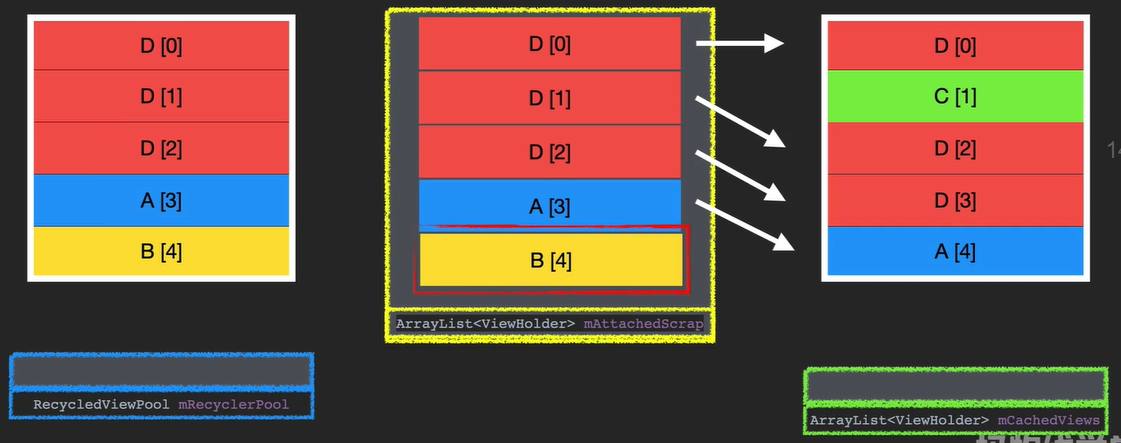 D [0]
D [1]
D [2]
A [3]
B [4]
D [0]
D [1]
D [2]
A [3]
B [4]
ArrayList<ViewHolder> mAttachedScrap
D [0]
C [1]
D [2]
D [3]
A [4]
RecycledViewPool mRecyclerPool
ArrayList<ViewHolder> mCachedViews